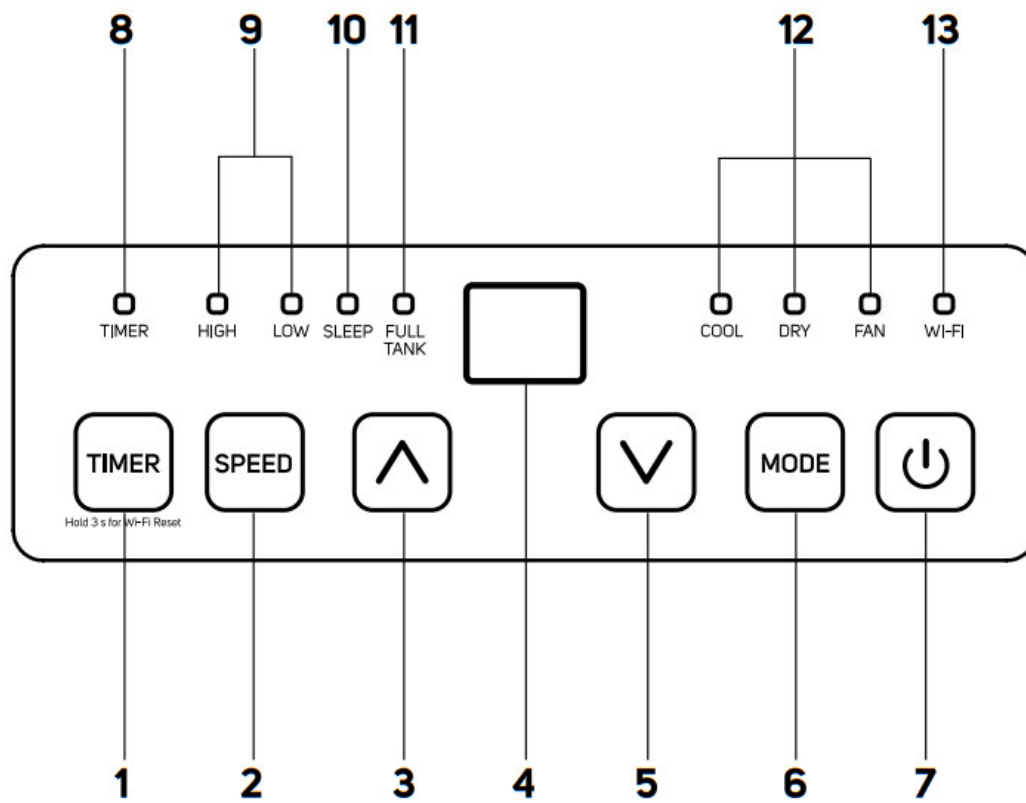 8 9 10 11 12 13
TIMER HIGH LOW SLEEP FULL TANK COOL DRY FAN WI-FI
TIMER SPEED MODE
Hold 3 s for Wi-Fi Reset
1 2 3 4 5 6 7